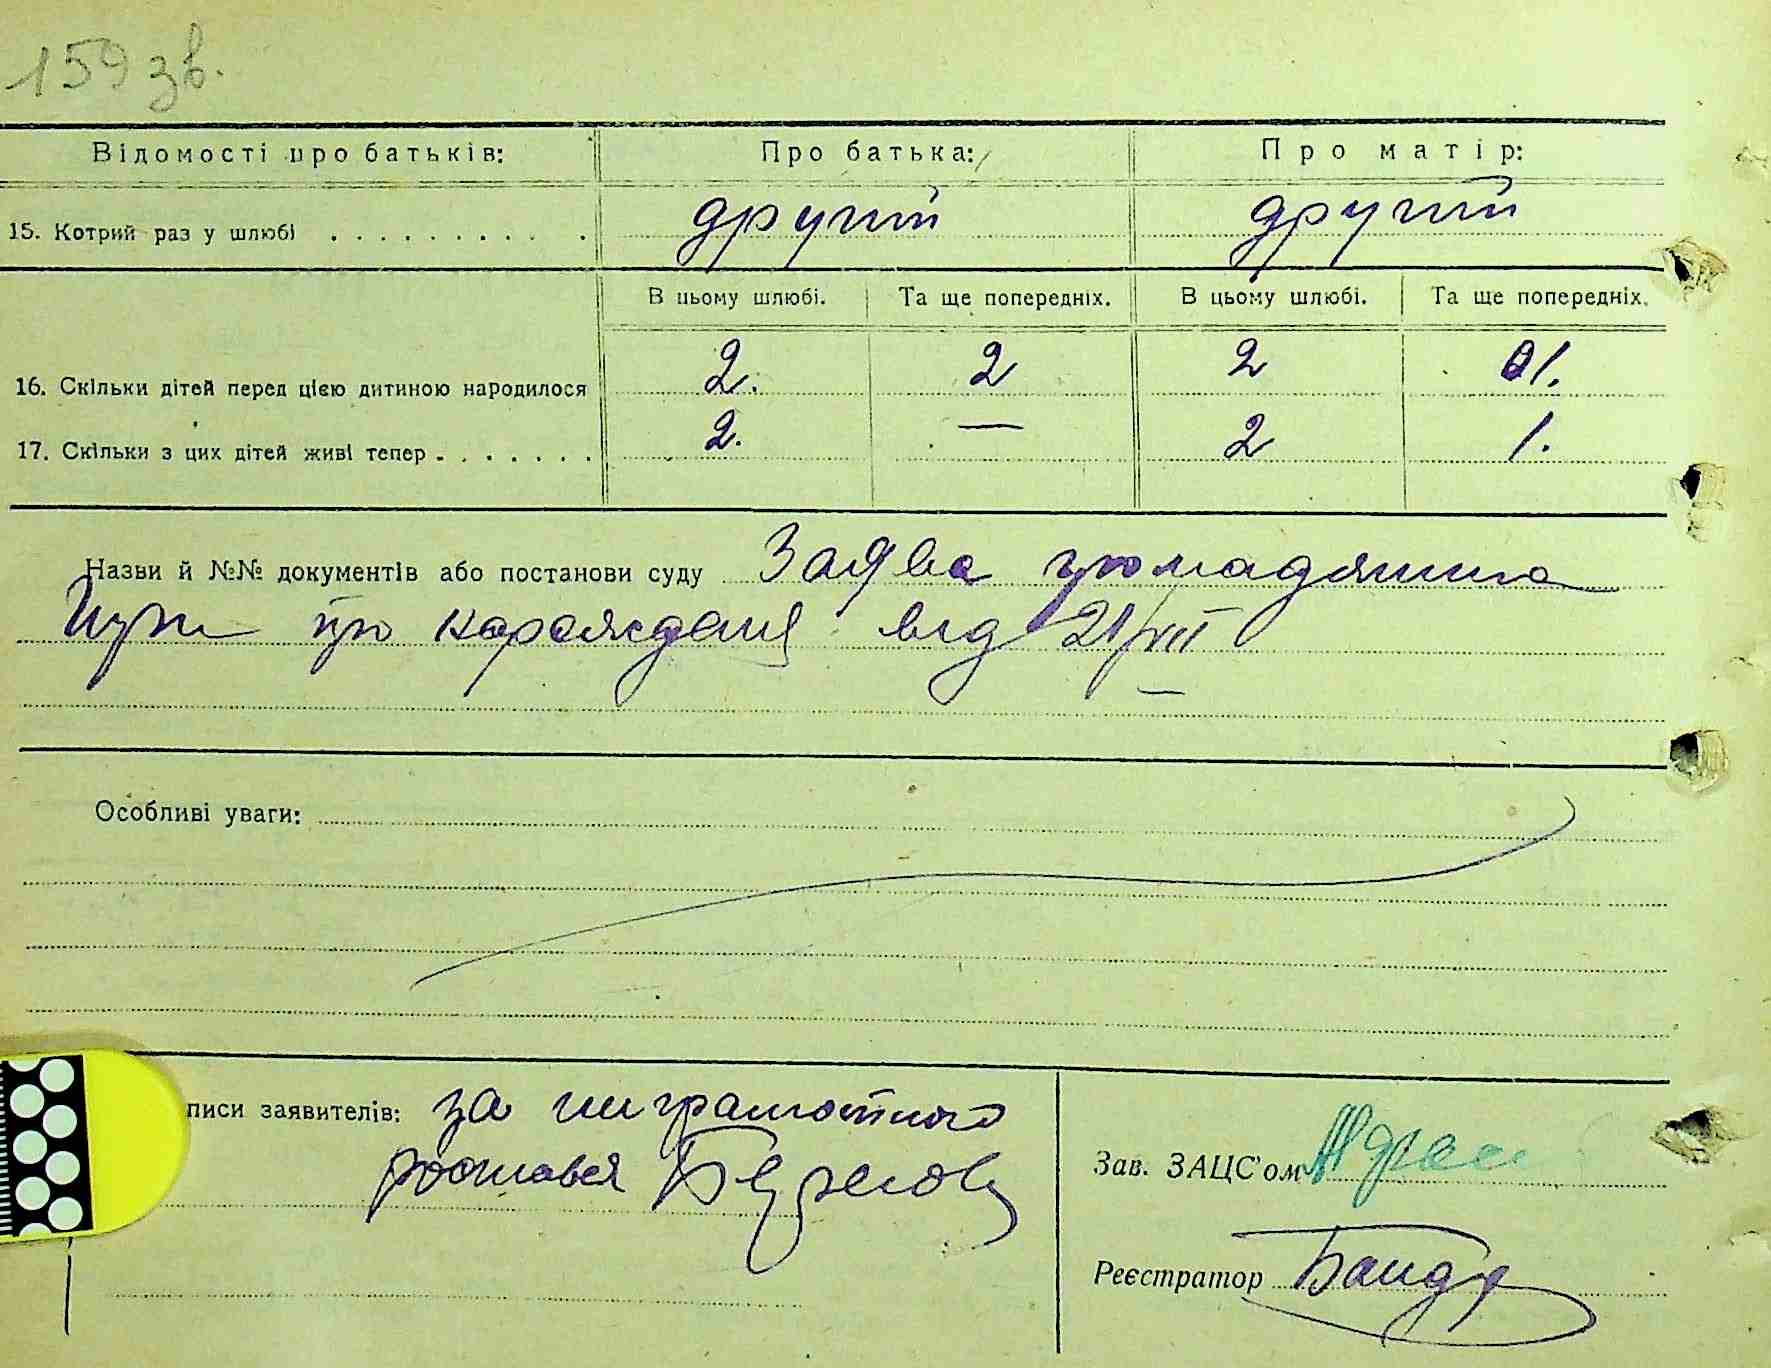 159 зв.
Відомості про батьків: Про батька: Про матір:
15. Котрий раз у шлюбі другий другий
В цьому шлюбі. Та ще попередніх. В цьому шлюбі. Та ще попередніх.
16. Скільки дітей перед цією дитиною народилося 2. 2 2 1.
17. Скільки з цих дітей живі тепер 2. — 2 1.
Назви й №№ документів або постанови суду Заява громадянина
про народження від 21/VII
Особливі уваги:
писи заявителів: за ниграмотного
Зав. ЗАЦС'ом
Реєстратор